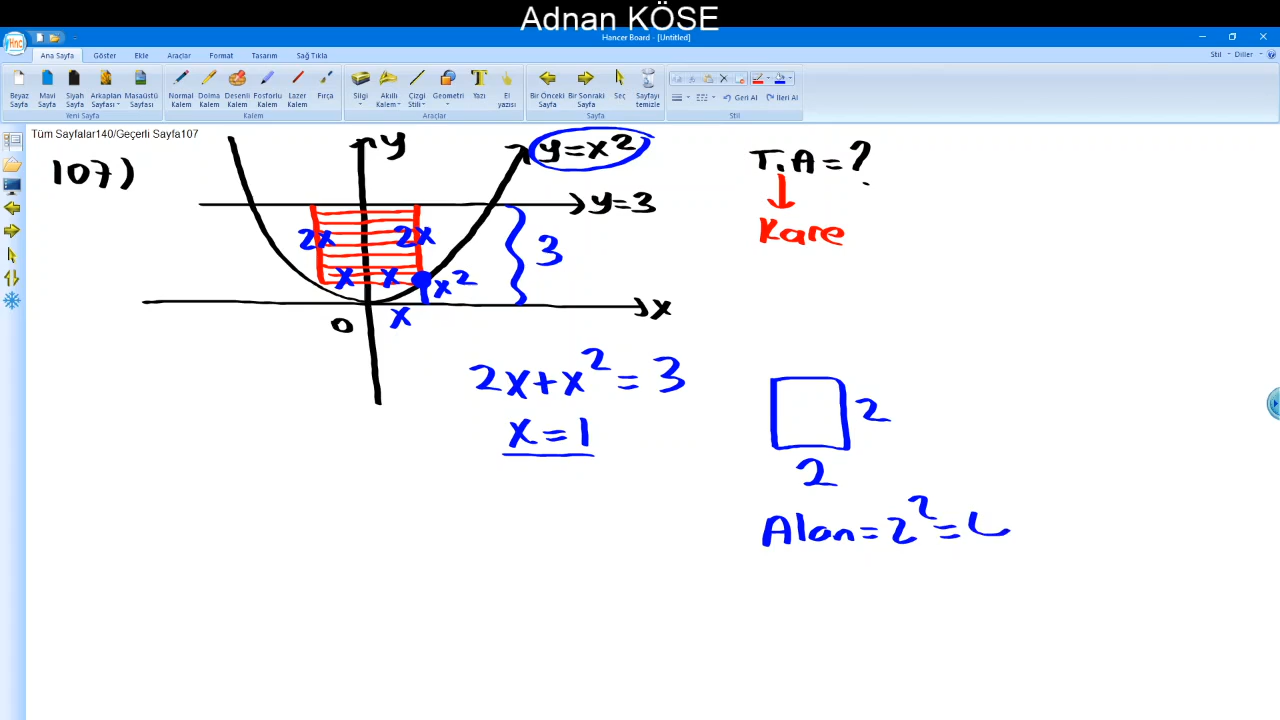 Adnan KÖSE
Hancer Board - [Untitled]
Hnc
Ana Sayfa Göster Ekle Araçlar Format Tasarım Sağ Tıkla
Stil Diller
Beyaz Sayfa Mavi Sayfa Siyah Sayfa Arkaplan Sayfası Masaüstü Sayfası
Normal Kalem Dolma Kalem Desenli Kalem Fosforlu Kalem Lazer Kalem Fırça
Silgi Akıllı Kalem Çizgi Stili Geometri Yazı El yazısı
Bir Önceki Sayfa Bir Sonraki Sayfa Seç Sayfayı temizle
Geri Al İleri Al
Yeni Sayfa Kalem Araçlar Sayfa Stil
Tüm Sayfalar140/Geçerli Sayfa107
107)
y
y=x²
T.A=?
Kare
y=3
2x 2x
3
x x
x²
x
0
x
2x+x²=3
x=1
2
2
Alan=2²=4